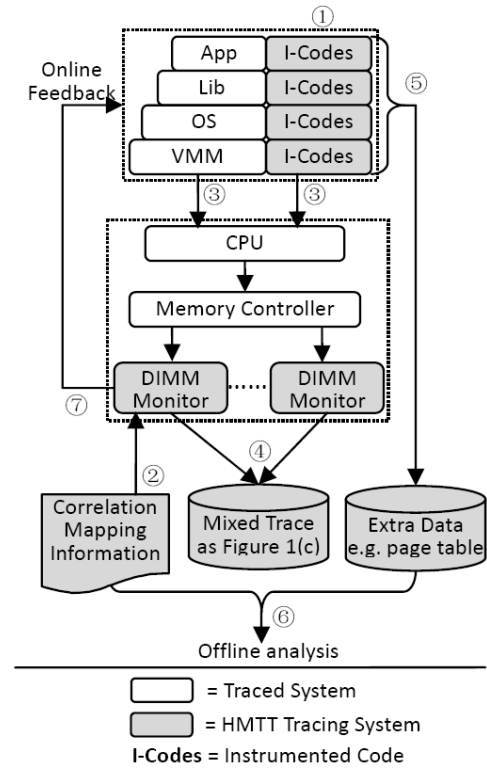 ①
App I-Codes
Online
Feedback
Lib I-Codes
⑤
OS I-Codes
VMM I-Codes
③ ③
CPU
Memory Controller
DIMM
Monitor
......
DIMM
Monitor
⑦
④
②
Correlation
Mapping
Information
Mixed Trace
as Figure 1(c)
Extra Data
e.g. page table
⑥
Offline analysis
= Traced System
= HMTT Tracing System
I-Codes = Instrumented Code